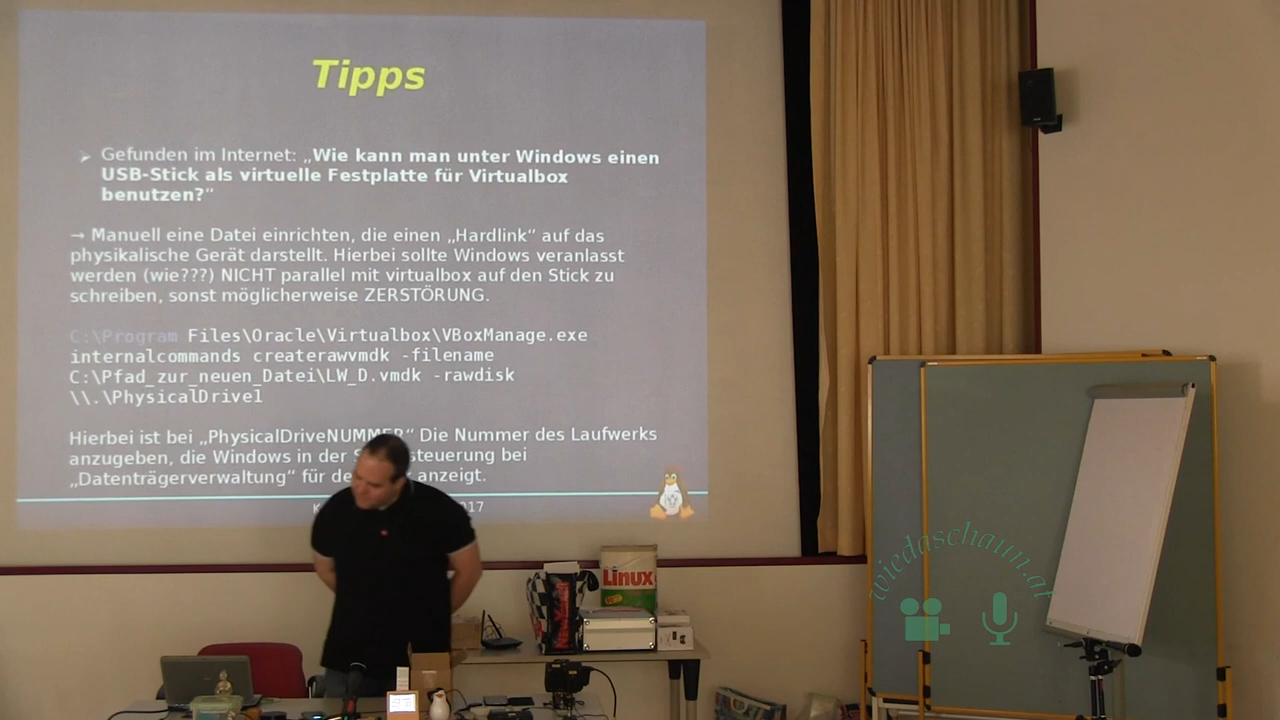 Tipps
Gefunden im Internet: „Wie kann man unter Windows einen
USB-Stick als virtuelle Festplatte für Virtualbox
benutzen?“
→ Manuell eine Datei einrichten, die einen „Hardlink“ auf das
physikalische Gerät darstellt. Hierbei sollte Windows veranlasst
werden (wie???) NICHT parallel mit virtualbox auf den Stick zu
schreiben, sonst möglicherweise ZERSTÖRUNG.
C:\Program Files\Oracle\Virtualbox\VBoxManage.exe
internalcommands createrawvmdk -filename
C:\Pfad_zur_neuen_Datei\LW_D.vmdk -rawdisk
\\.\PhysicalDrive1
Hierbei ist bei „PhysicalDriveNUMMER“ Die Nummer des Laufwerks
anzugeben, die Windows in der S steuerung bei
„Datenträgerverwaltung“ für de anzeigt.
K 017
Linux
wiedaschaun.at